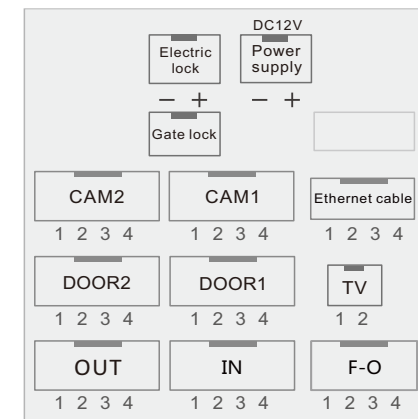 DC12V
Electric
lock
Power
supply
− +
− +
Gate lock
CAM2
CAM1
Ethernet cable
1 2 3 4
1 2 3 4
1 2 3 4
DOOR2
DOOR1
TV
1 2 3 4
1 2 3 4
1 2
OUT
IN
F-O
1 2 3 4
1 2 3 4
1 2 3 4